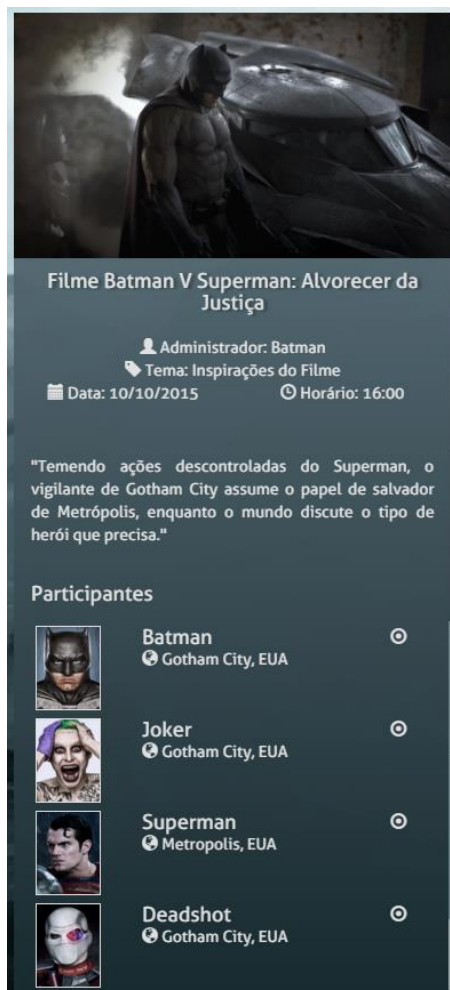 Filme Batman V Superman: Alvorecer da
Justiça
Administrador: Batman
Tema: Inspirações do Filme
Data: 10/10/2015 Horário: 16:00
"Temendo ações descontroladas do Superman, o
vigilante de Gotham City assume o papel de salvador
de Metrópolis, enquanto o mundo discute o tipo de
herói que precisa."
Participantes
Batman
Gotham City, EUA
Joker
Gotham City, EUA
Superman
Metropolis, EUA
Deadshot
Gotham City, EUA